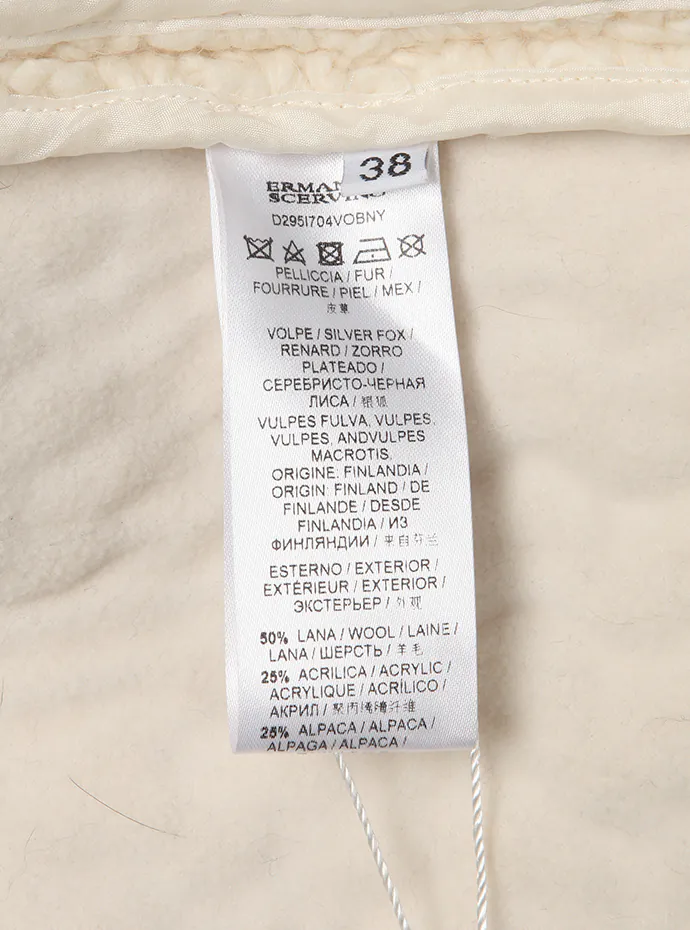 38
ERMAN
SCERVINO
D295I704VOBNY
PELLICCIA / FUR /
FOURRURE / PIEL / MEX /
皮草
VOLPE / SILVER FOX /
RENARD / ZORRO
PLATEADO /
СЕРЕБРИСТО-ЧЕРНАЯ
ЛИСА / 银狐
VULPES FULVA, VULPES,
VULPES, ANDVULPES
MACROTIS,
ORIGINE: FINLANDIA /
ORIGIN: FINLAND / DE
FINLANDE / DESDE
FINLANDIA / ИЗ
ФИНЛЯНДИИ / 来自芬兰
ESTERNO / EXTERIOR /
EXTÉRIEUR / EXTERIOR /
ЭКСТЕРЬЕР / 外观
50% LANA / WOOL / LAINE /
LANA / ШЕРСТЬ / 羊毛
25% ACRILICA / ACRYLIC /
ACRYLIQUE / ACRÍLICO /
АКРИЛ / 聚丙烯腈纤维
25% ALPACA / ALPACA /
ALPAGA / ALPACA /